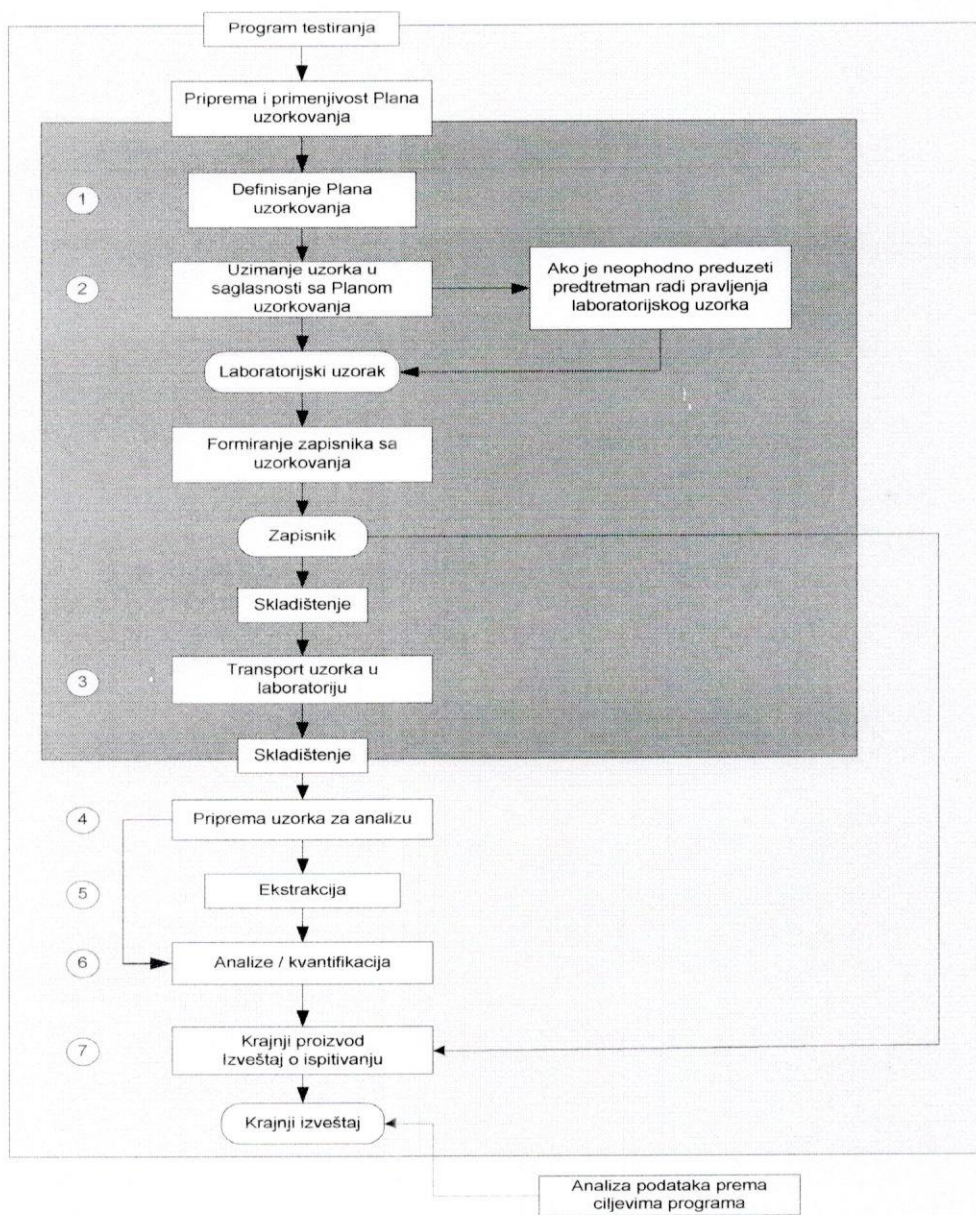 Program testiranja
Priprema i primenjivost Plana
uzorkovanja
1
Definisanje Plana
uzorkovanja
2
Uzimanje uzorka u
saglasnosti sa Planom
uzorkovanja
Ako je neophodno preduzeti
predtretman radi pravljenja
laboratorijskog uzorka
Laboratorijski uzorak
Formiranje zapisnika sa
uzorkovanja
Zapisnik
Skladištenje
3
Transport uzorka u
laboratoriju
Skladištenje
4
Priprema uzorka za analizu
5
Ekstrakcija
6
Analize / kvantifikacija
7
Krajnji proizvod
Izveštaj o ispitivanju
Krajnji izveštaj
Analiza podataka prema
ciljevima programa